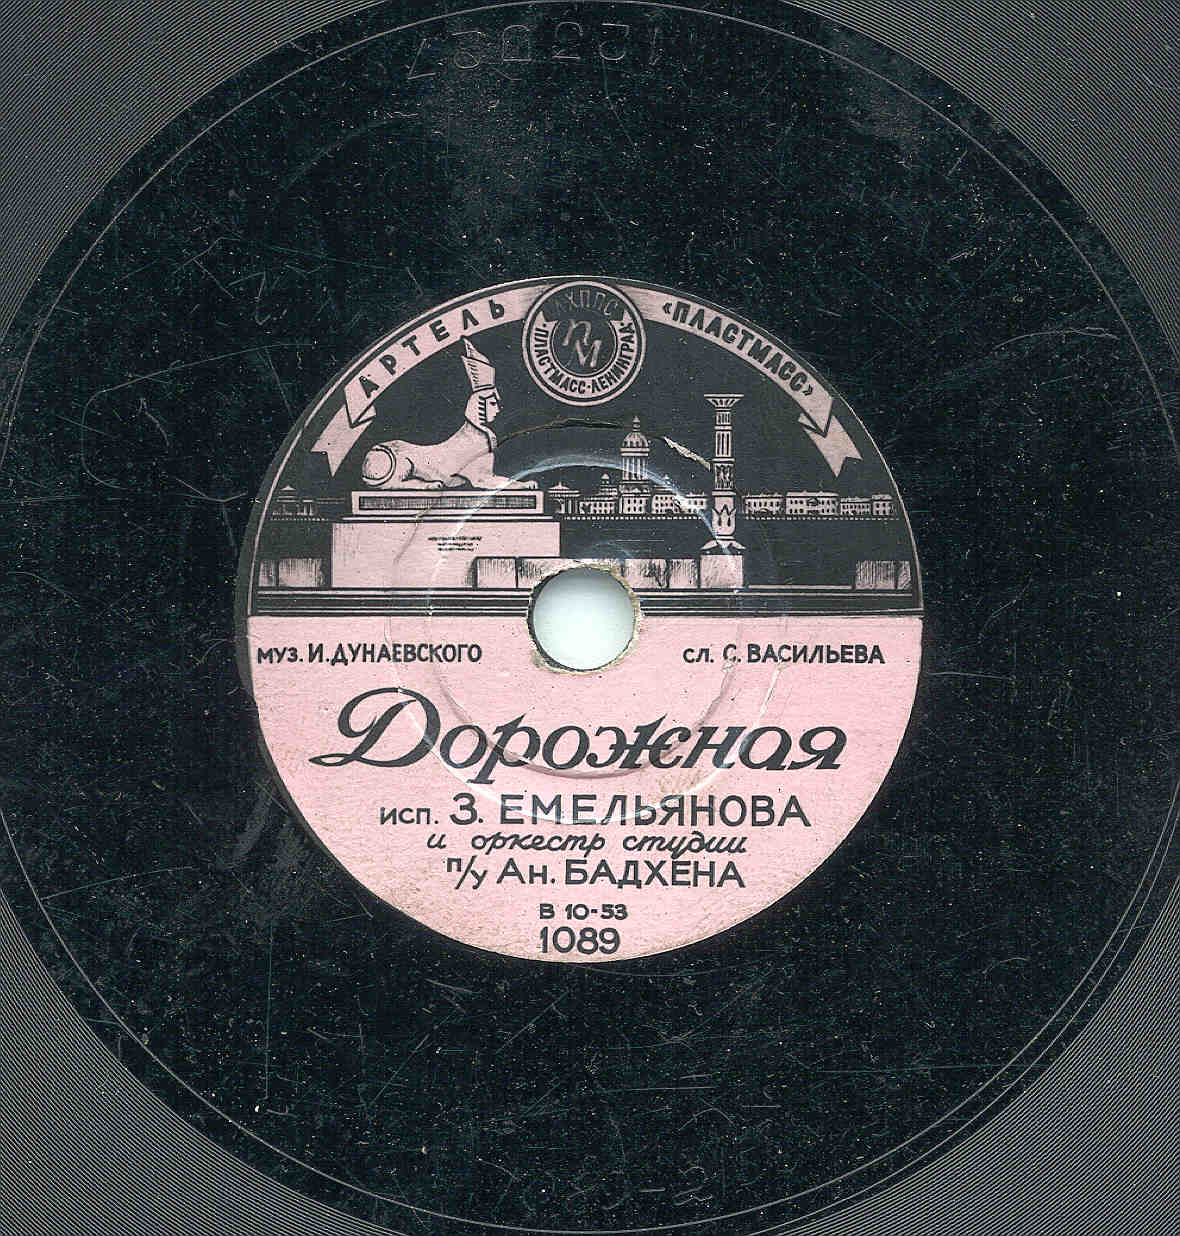 АРТЕЛЬ «ПЛАСТМАСС»
ЛХППС
ПМ
ПЛАСТМАСС-ЛЕНИНГРАД
МУЗ. И. ДУНАЕВСКОГО
СЛ. С. ВАСИЛЬЕВА
Дорожная
ИСП. З. ЕМЕЛЬЯНОВА
и оркестр студии
п/у Ан. БАДХЕНА
В 10-53
1089